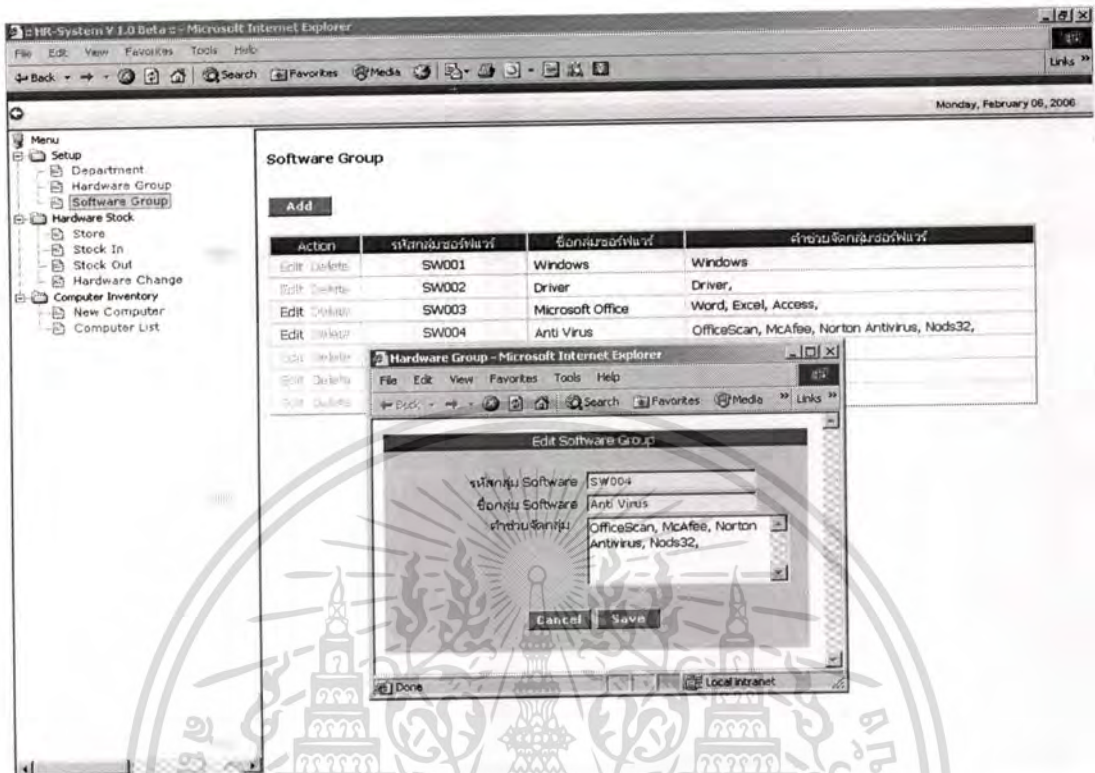 :: HR-System V 1.0 Beta :: - Microsoft Internet Explorer
File Edit View Favorites Tools Help
Back Search Favorites Media Links »
Monday, February 06, 2006
Menu
Setup
Department
Hardware Group
Software Group
Hardware Stock
Store
Stock In
Stock Out
Hardware Change
Computer Inventory
New Computer
Computer List
Software Group
Add
Action รหัสกลุ่มซอร์ฟแวร์ ชื่อกลุ่มซอร์ฟแวร์ คำช่วยจัดกลุ่มซอร์ฟแวร์
Edit Delete SW001 Windows Windows
Edit Delete SW002 Driver Driver,
Edit Delete SW003 Microsoft Office Word, Excel, Access,
Edit Delete SW004 Anti Virus OfficeScan, McAfee, Norton Antivirus, Nods32,
Edit Delete
Edit Delete
Edit Delete
Hardware Group - Microsoft Internet Explorer
File Edit View Favorites Tools Help
Back Search Favorites Media » Links »
Edit Software Group
รหัสกลุ่ม Software SW004
ชื่อกลุ่ม Software Anti Virus
คำช่วยจัดกลุ่ม OfficeScan, McAfee, Norton
Antivirus, Nods32,
Cancel Save
Done Local intranet